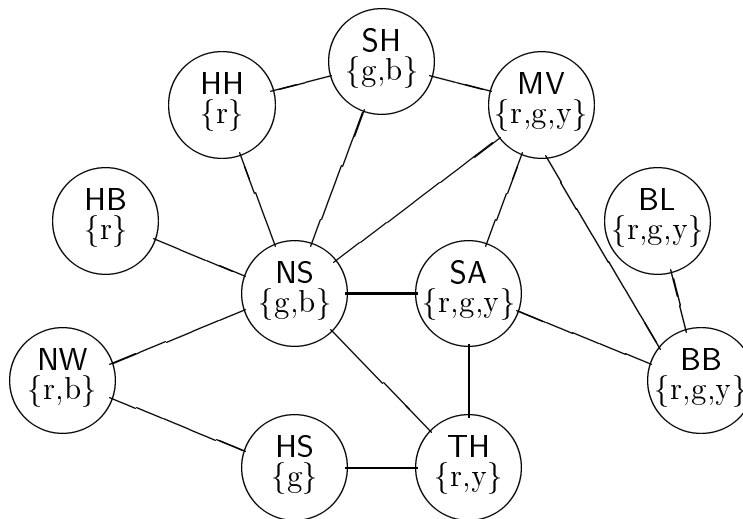 SH
{g,b}
HH
{r}
MV
{r,g,y}
HB
{r}
BL
{r,g,y}
NS
{g,b}
SA
{r,g,y}
NW
{r,b}
BB
{r,g,y}
HS
{g}
TH
{r,y}